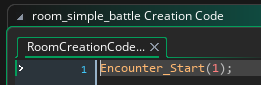 room_simple_battle Creation Code
RoomCreationCode...
1 Encounter_Start(1);